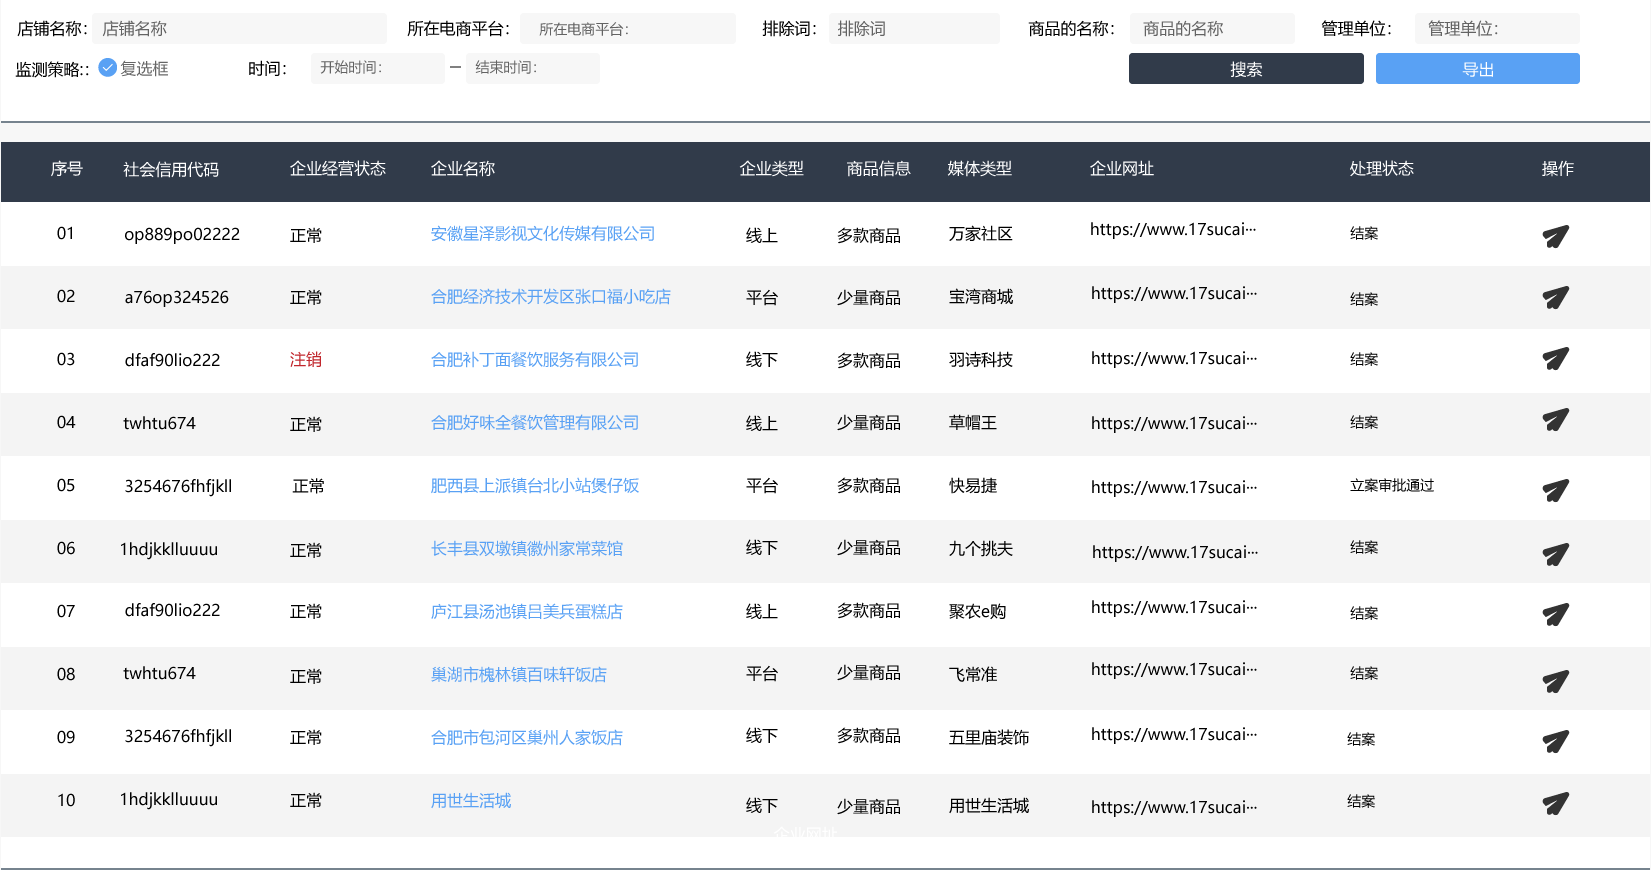 店铺名称： 店铺名称 所在电商平台： 所在电商平台： 排除词： 排除词 商品的名称： 商品的名称 管理单位： 管理单位：
监测策略:： 复选框 时间： 开始时间： — 结束时间： 搜索 导出
序号 社会信用代码 企业经营状态 企业名称 企业类型 商品信息 媒体类型 企业网址 处理状态 操作
01 op889po02222 正常 安徽星泽影视文化传媒有限公司 线上 多款商品 万家社区 https://www.17sucai··· 结案
02 a76op324526 正常 合肥经济技术开发区张口福小吃店 平台 少量商品 宝湾商城 https://www.17sucai··· 结案
03 dfaf90lio222 注销 合肥补丁面餐饮服务有限公司 线下 多款商品 羽诗科技 https://www.17sucai··· 结案
04 twhtu674 正常 合肥好味全餐饮管理有限公司 线上 少量商品 草帽王 https://www.17sucai··· 结案
05 3254676fhfjkll 正常 肥西县上派镇台北小站煲仔饭 平台 多款商品 快易捷 https://www.17sucai··· 立案审批通过
06 1hdjkklluuuu 正常 长丰县双墩镇徽州家常菜馆 线下 少量商品 九个挑夫 https://www.17sucai··· 结案
07 dfaf90lio222 正常 庐江县汤池镇吕美兵蛋糕店 线上 多款商品 聚农e购 https://www.17sucai··· 结案
08 twhtu674 正常 巢湖市槐林镇百味轩饭店 平台 少量商品 飞常准 https://www.17sucai··· 结案
09 3254676fhfjkll 正常 合肥市包河区巢州人家饭店 线下 多款商品 五里庙装饰 https://www.17sucai··· 结案
10 1hdjkklluuuu 正常 用世生活城 线下 少量商品 用世生活城 https://www.17sucai··· 结案
企业网址